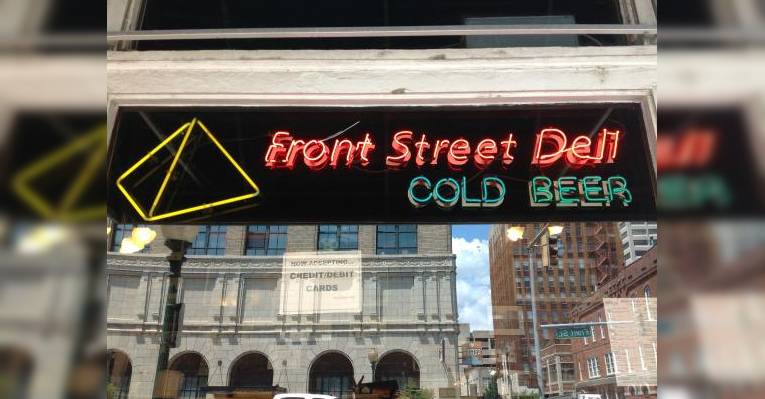 Front Street Deli
COLD BEER
NOW ACCEPTING...
CREDIT/DEBIT
CARDS